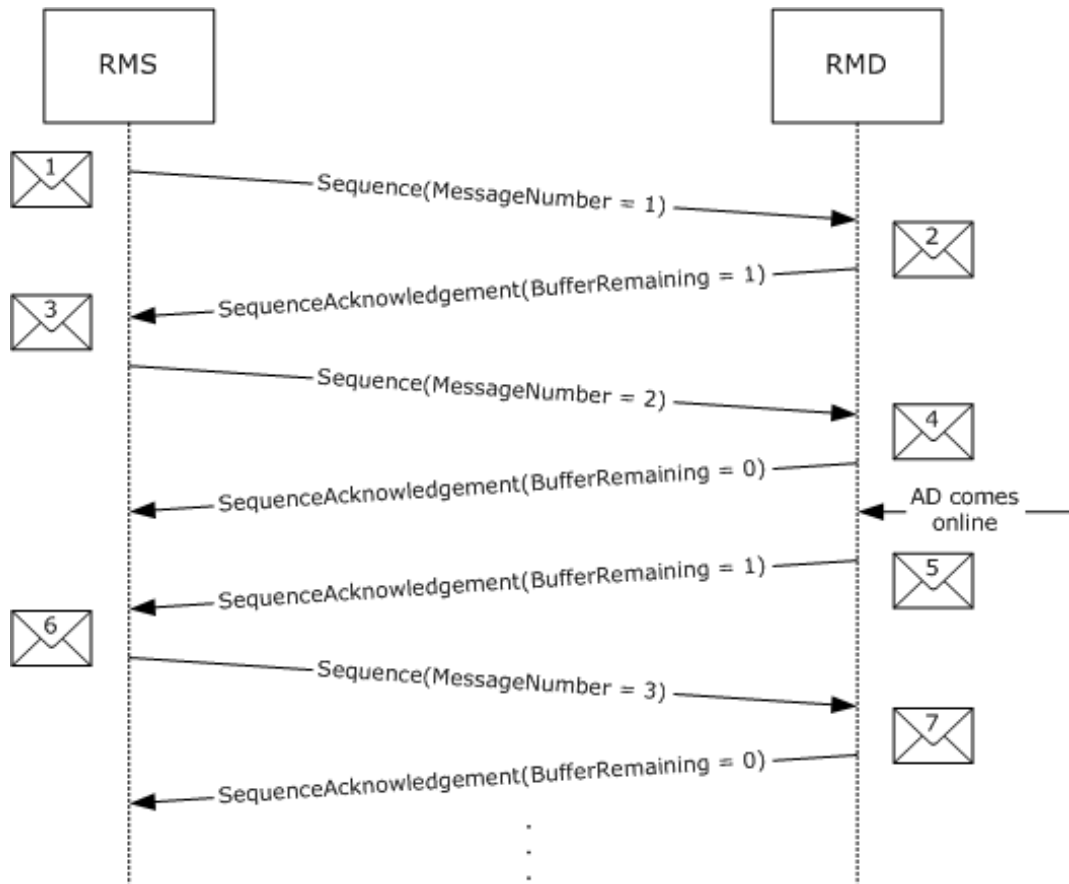 RMS
RMD
1
Sequence(MessageNumber = 1)
2
SequenceAcknowledgement(BufferRemaining = 1)
3
Sequence(MessageNumber = 2)
4
SequenceAcknowledgement(BufferRemaining = 0)
AD comes
online
SequenceAcknowledgement(BufferRemaining = 1)
5
6
Sequence(MessageNumber = 3)
7
SequenceAcknowledgement(BufferRemaining = 0)
.
.
.